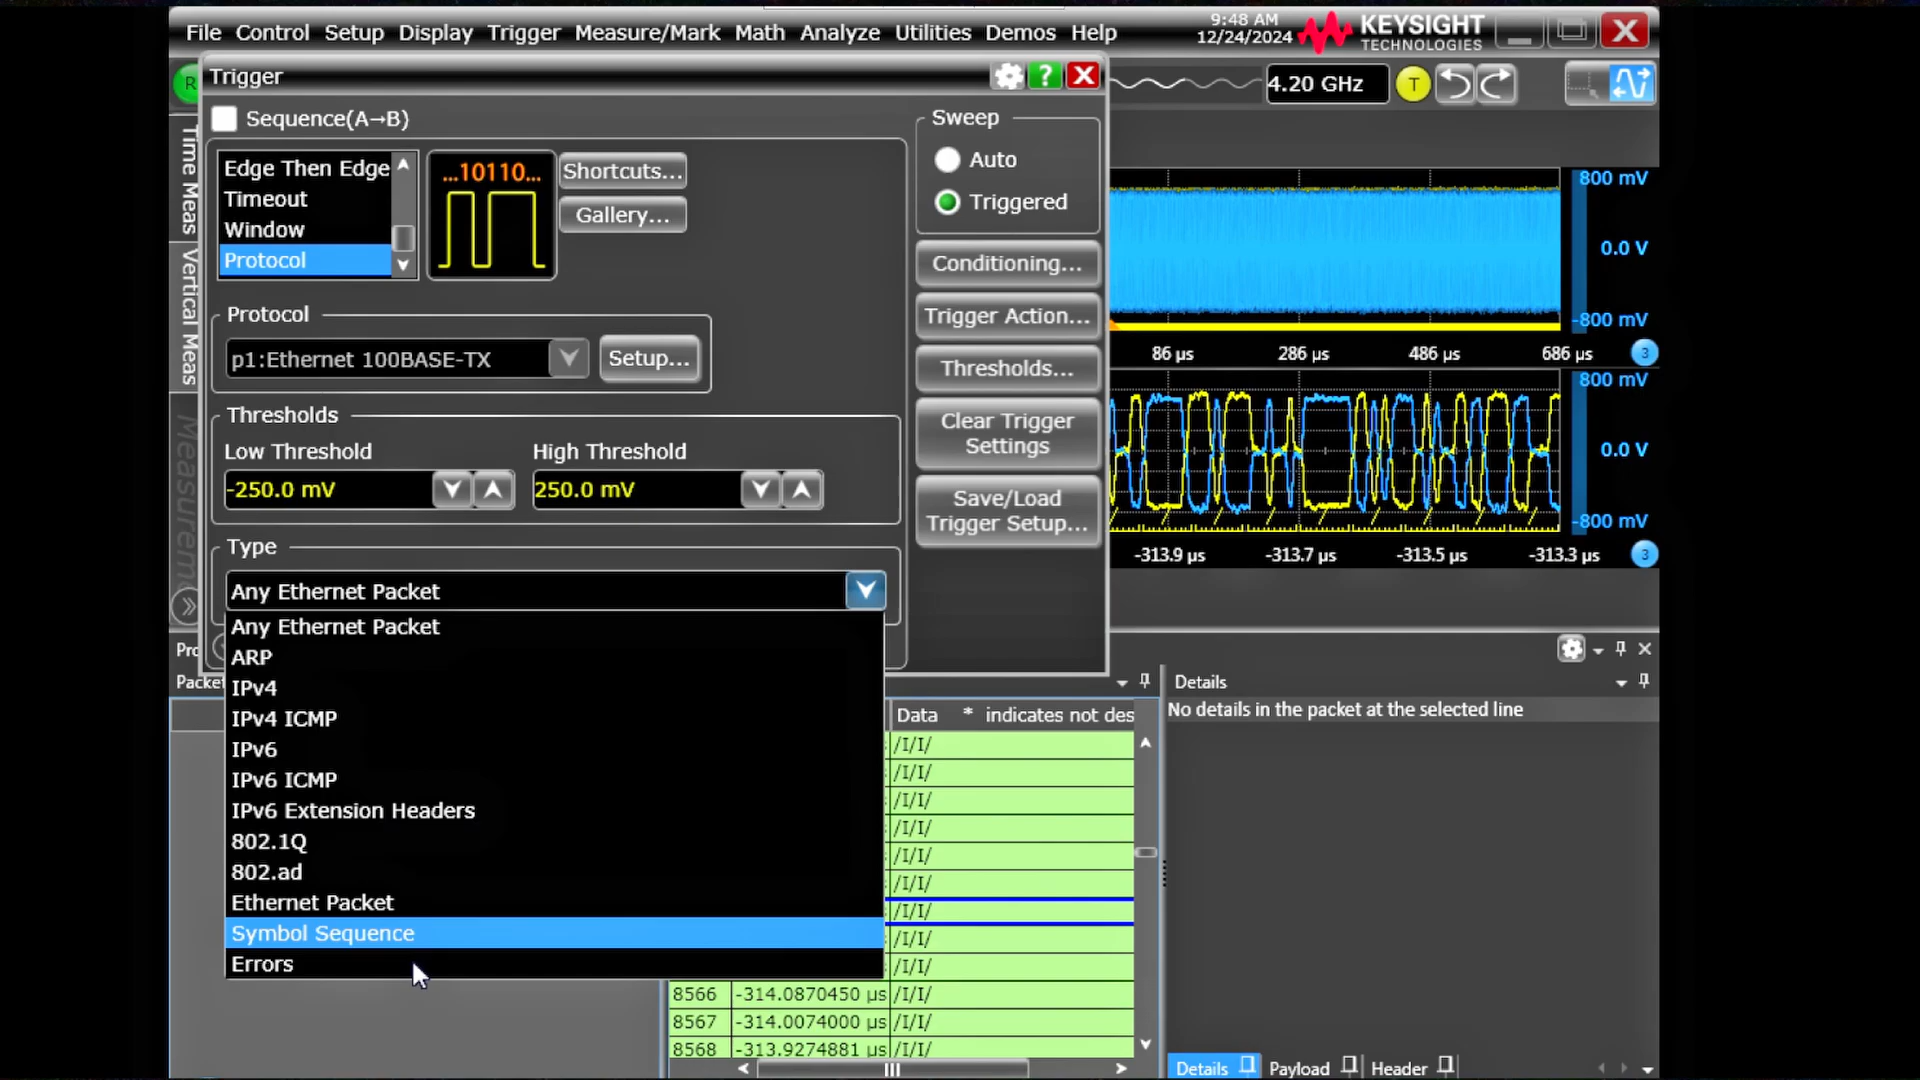 File Control Setup Display Trigger Measure/Mark Math Analyze Utilities Demos Help
9:48 AM
12/24/2024
KEYSIGHT
TECHNOLOGIES
Trigger
4.20 GHz
T
Sequence(A→B)
Edge Then Edge
Timeout
Window
Protocol
...10110...
Shortcuts...
Gallery...
Sweep
Auto
Triggered
Conditioning...
Trigger Action...
Thresholds...
Clear Trigger
Settings
Save/Load
Trigger Setup...
Protocol
p1:Ethernet 100BASE-TX
Setup...
Thresholds
Low Threshold
High Threshold
-250.0 mV
250.0 mV
Type
Any Ethernet Packet
Any Ethernet Packet
ARP
IPv4
IPv4 ICMP
IPv6
IPv6 ICMP
IPv6 Extension Headers
802.1Q
802.ad
Ethernet Packet
Symbol Sequence
Errors
Time Meas
Vertical Meas
Measureme
800 mV
0.0 V
-800 mV
86 µs 286 µs 486 µs 686 µs 3
800 mV
0.0 V
-800 mV
-313.9 µs -313.7 µs -313.5 µs -313.3 µs 3
Packet
Data * indicates not des
/I/I/
/I/I/
/I/I/
/I/I/
/I/I/
/I/I/
/I/I/
/I/I/
/I/I/
8566 -314.0870450 µs /I/I/
8567 -314.0074000 µs /I/I/
8568 -313.9274881 µs /I/I/
Details
No details in the packet at the selected line
Details Payload Header